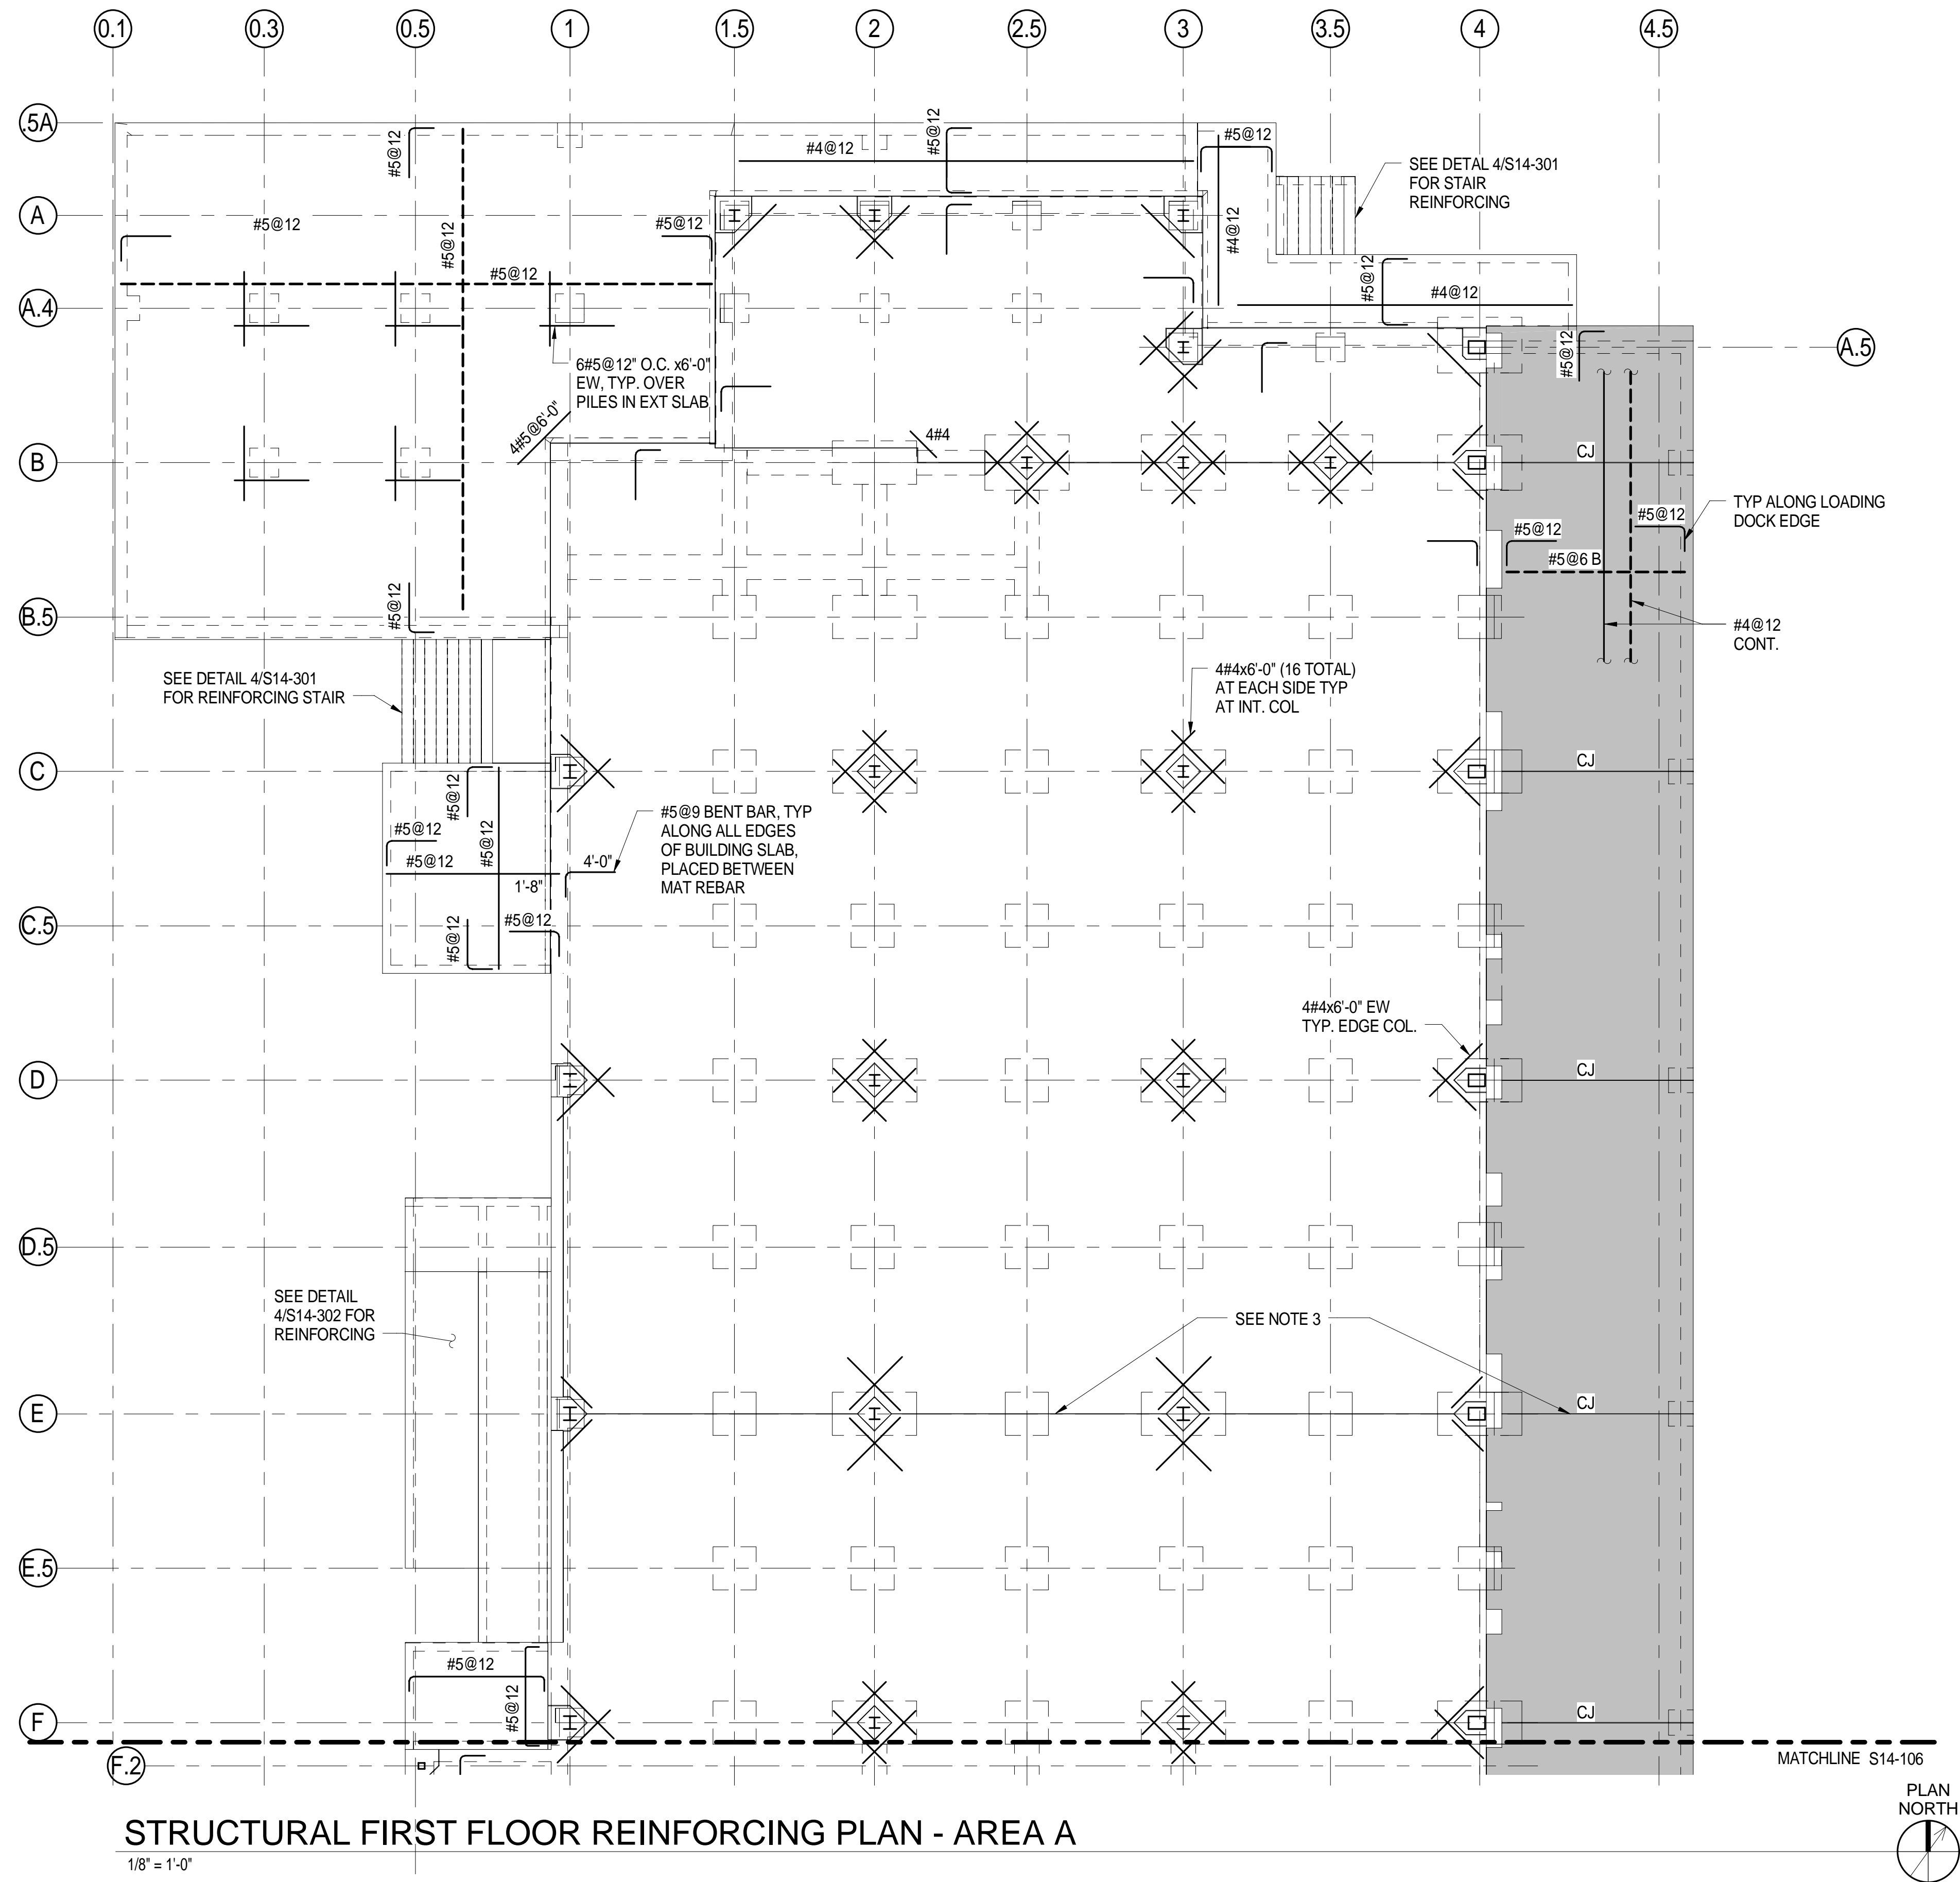 0.1
0.3
0.5
1
1.5
2
2.5
3
3.5
4
4.5
.5A
A
A.4
B
B.5
C
C.5
D
D.5
E
E.5
F
F.2
A.5
#5@12
#5@12
#5@12
#5@12
#5@12
#4@12
#5@12
#5@12
#4@12
SEE DETAL 4/S14-301
FOR STAIR
REINFORCING
#5@12
#4@12
#5@12
6#5@12" O.C. x6'-0"
EW, TYP. OVER
PILES IN EXT SLAB
4#5@6'-0"
4#4
CJ
#5@12
#5@12
#5@6 B
TYP ALONG LOADING
DOCK EDGE
#4@12
CONT.
#5@12
SEE DETAIL 4/S14-301
FOR REINFORCING STAIR
4#4x6'-0" (16 TOTAL)
AT EACH SIDE TYP
AT INT. COL
CJ
#5@12
#5@12
#5@12
#5@12
1'-8"
4'-0"
#5@9 BENT BAR, TYP
ALONG ALL EDGES
OF BUILDING SLAB,
PLACED BETWEEN
MAT REBAR
#5@12
#5@12
4#4x6'-0" EW
TYP. EDGE COL.
CJ
SEE DETAIL
4/S14-302 FOR
REINFORCING
SEE NOTE 3
CJ
#5@12
#5@12
CJ
MATCHLINE S14-106
PLAN
NORTH
STRUCTURAL FIRST FLOOR REINFORCING PLAN - AREA A
1/8" = 1'-0"